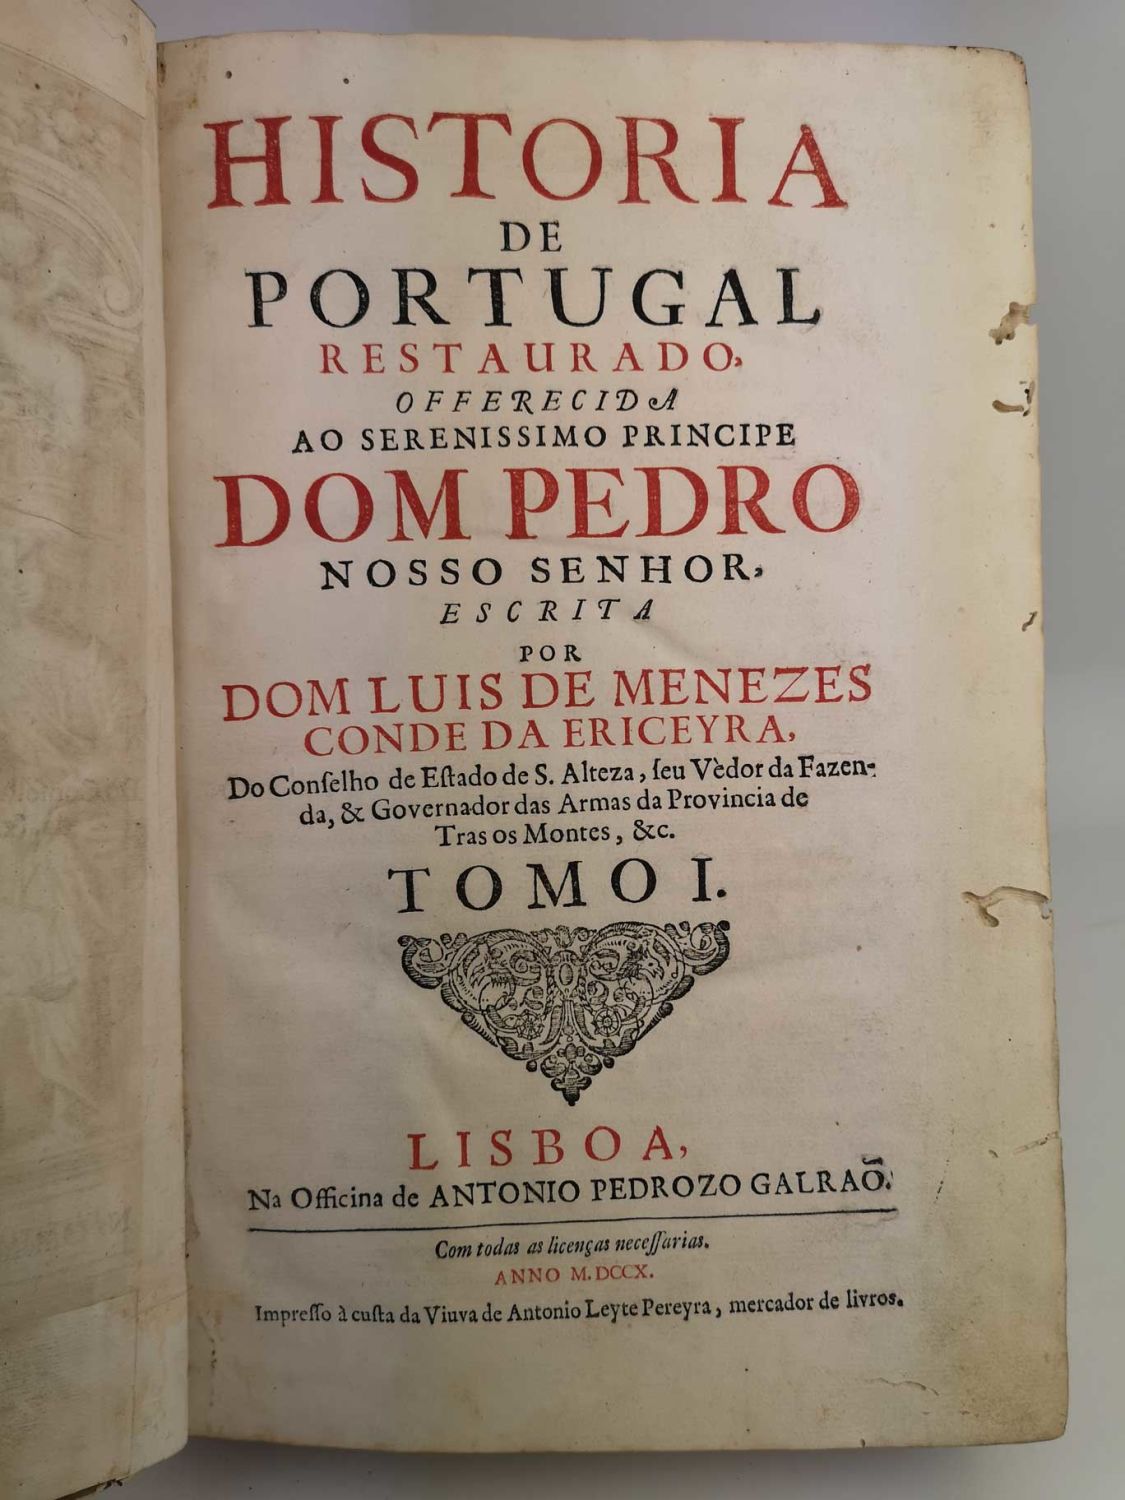 HISTORIA
DE
PORTUGAL
RESTAURADO,
OFFERECIDA
AO SERENISSIMO PRINCIPE
DOM PEDRO
NOSSO SENHOR,
ESCRITA
POR
DOM LUIS DE MENEZES
CONDE DA ERICEYRA,
Do Conſelho de Eſtado de S. Alteza, ſeu Vèdor da Fazen-
da, & Governador das Armas da Provincia de
Tras os Montes, &c.
TOMO I.
LISBOA,
Na Officina de ANTONIO PEDROZO GALRAÕ.
Com todas as licenças neceſſarias.
ANNO M. DCCX.
Impreſſo à cuſta da Viuva de Antonio Leyte Pereyra, mercador de livros.